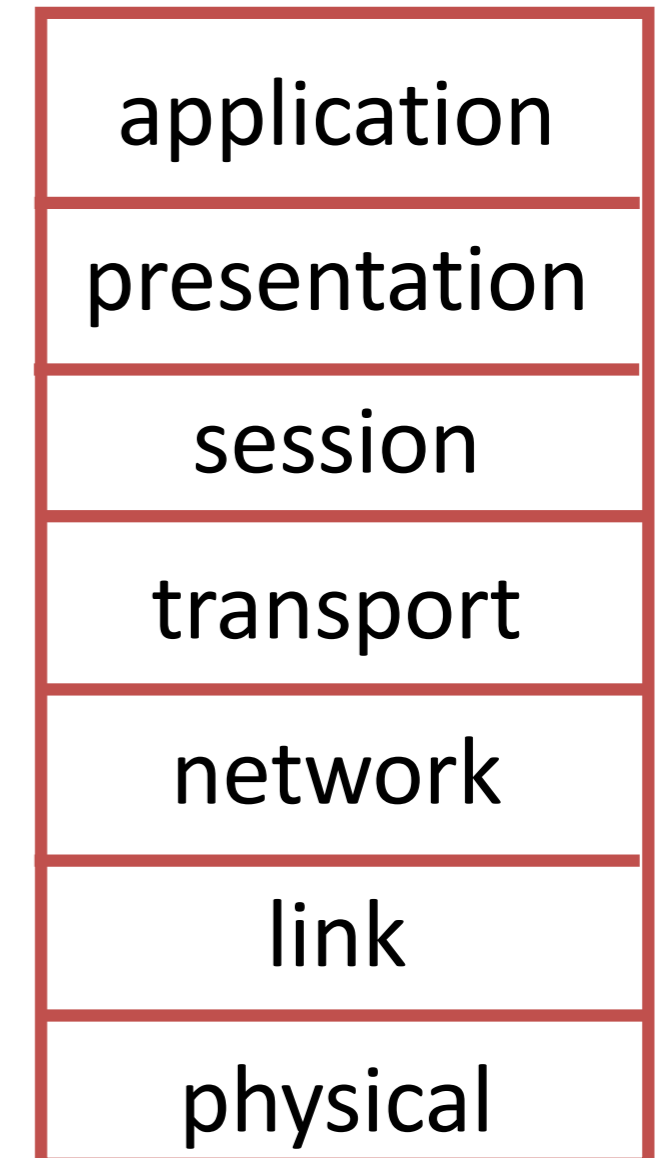 application
presentation
session
transport
network
link
physical